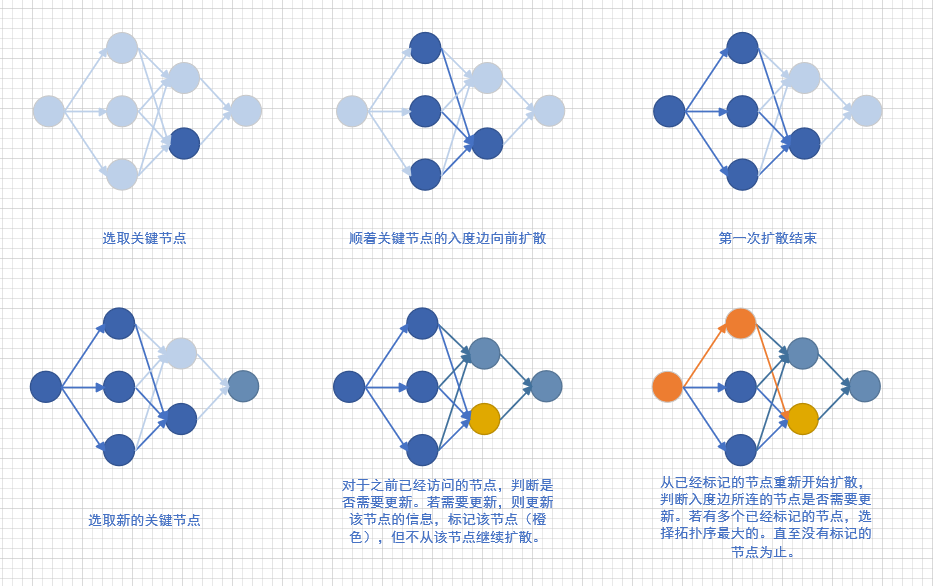 选取关键节点
顺着关键节点的入度边向前扩散
第一次扩散结束
选取新的关键节点
对于之前已经访问的节点，判断是
否需要更新。若需要更新，则更新
该节点的信息，标记该节点（橙
色），但不从该节点继续扩散。
从已经标记的节点重新开始扩散，
判断入度边所连的节点是否需要更
新。若有多个已经标记的节点，选
择拓扑序最大的。直至没有标记的
节点为止。